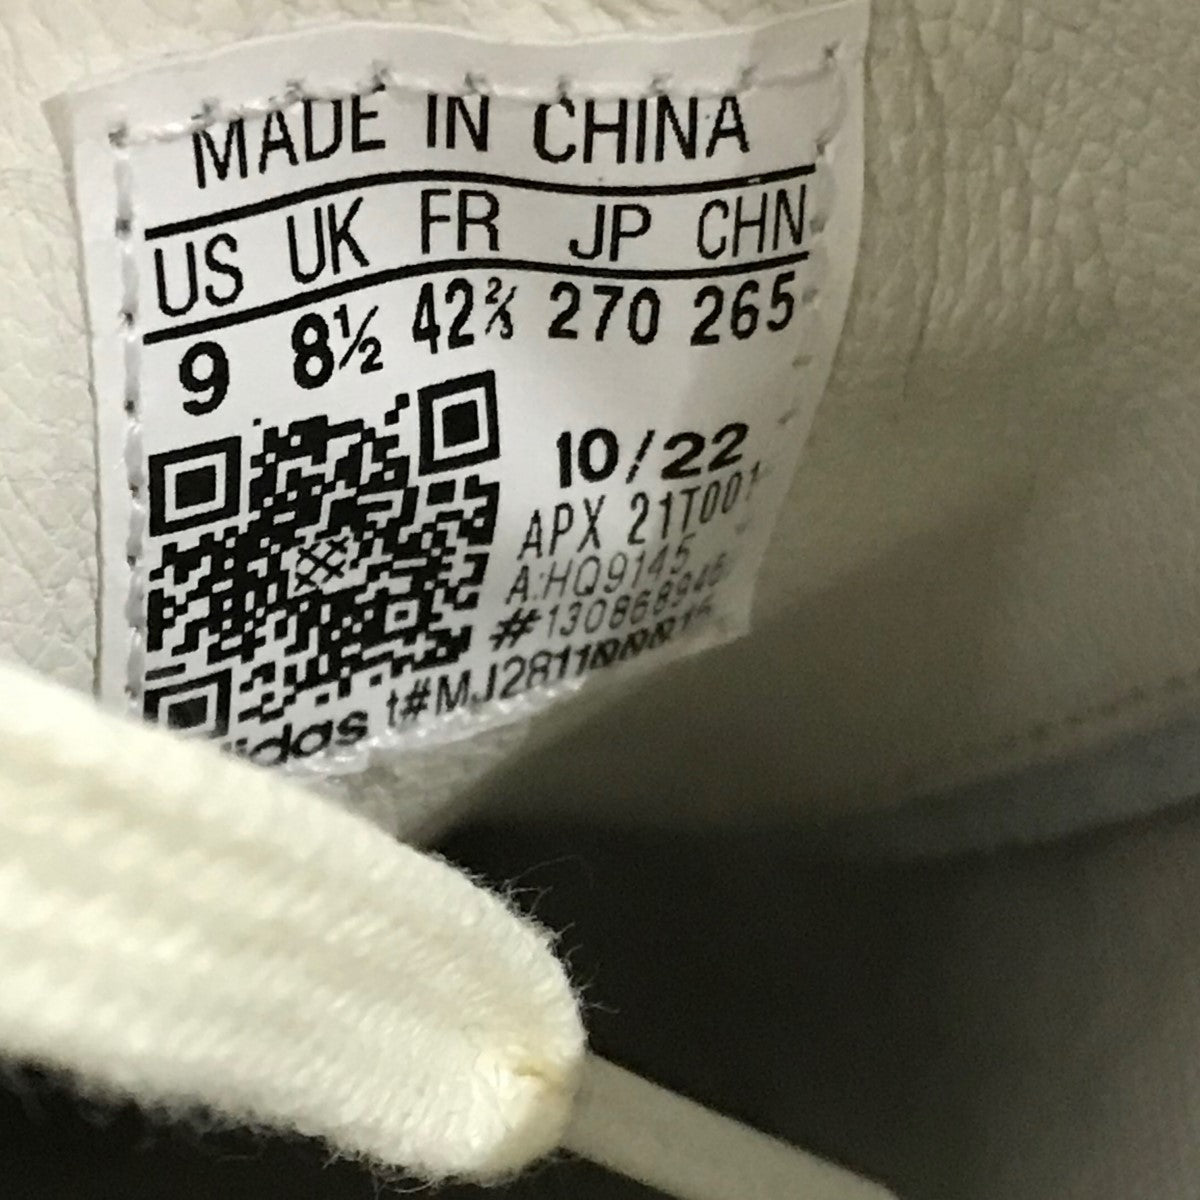 MADE IN CHINA
US UK FR JP CHN
9 8½ 42⅔ 270 265
10/22
APX 21T001
A:HQ9145
#130868946
adidas